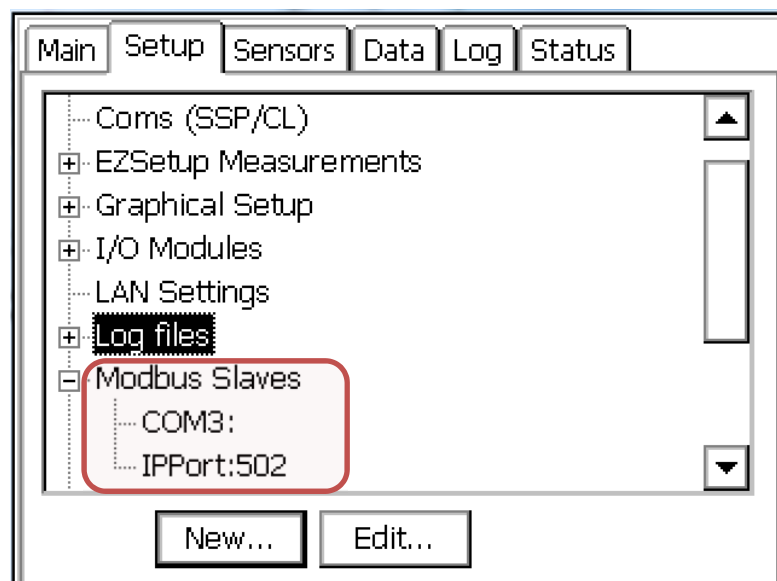 Main Setup Sensors Data Log Status
Coms (SSP/CL)
EZSetup Measurements
Graphical Setup
I/O Modules
LAN Settings
Log files
Modbus Slaves
COM3:
IPPort:502
New... Edit...